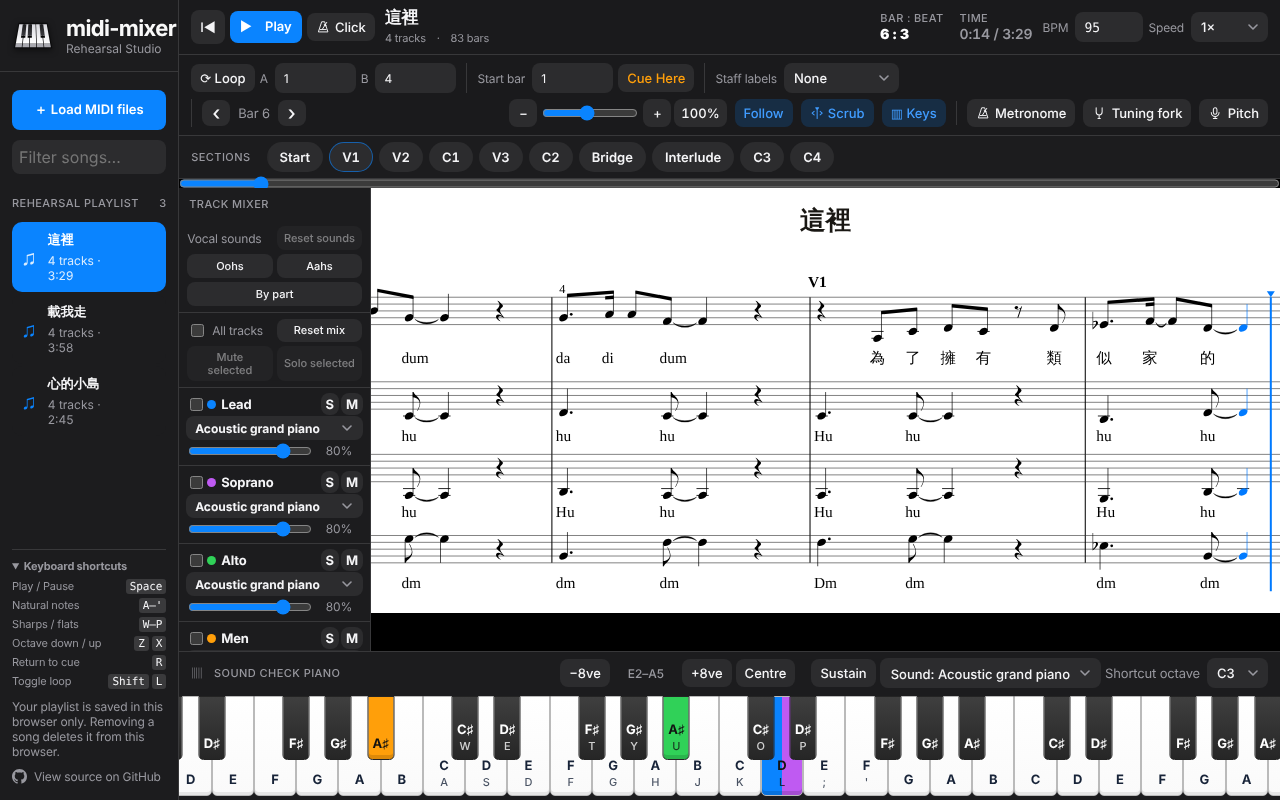 midi-mixer
Rehearsal Studio
+ Load MIDI files
Filter songs...
REHEARSAL PLAYLIST 3
這裡
4 tracks ·
3:29
載我走
4 tracks ·
3:58
心的小島
4 tracks ·
2:45
▼ Keyboard shortcuts
Play / Pause Space
Natural notes A–'
Sharps / flats W–P
Octave down / up Z X
Return to cue R
Toggle loop Shift L
Your playlist is saved in this
browser only. Removing a
song deletes it from this
browser.
View source on GitHub
Play Click
這裡
4 tracks · 83 bars
BAR : BEAT
6 : 3
TIME
0:14 / 3:29
BPM 95 Speed 1×
⟳ Loop A 1 B 4 Start bar 1 Cue Here Staff labels None
Bar 6 − + 100% Follow Scrub Keys Metronome Tuning fork Pitch
SECTIONS Start V1 V2 C1 V3 C2 Bridge Interlude C3 C4
TRACK MIXER
Vocal sounds Reset sounds
Oohs Aahs
By part
All tracks Reset mix
Mute
selected
Solo selected
Lead S M
Acoustic grand piano
80%
Soprano S M
Acoustic grand piano
80%
Alto S M
Acoustic grand piano
80%
Men S M
這裡
4 V1
dum da di dum 為 了 擁 有 類 似 家 的
hu hu hu Hu hu hu hu
hu Hu hu Hu hu Hu hu
dm dm dm Dm dm dm dm
SOUND CHECK PIANO −8ve E2–A5 +8ve Centre Sustain Sound: Acoustic grand piano Shortcut octave C3
D♯ F♯ G♯ A♯ C♯ D♯ F♯ G♯ A♯ C♯ D♯ F♯ G♯ A♯ C♯ D♯ F♯ G♯ A♯
W E T Y U O P
D E F G A B C D E F G A B C D E F G A B C D E F G A
A S D F G H J K L ; '